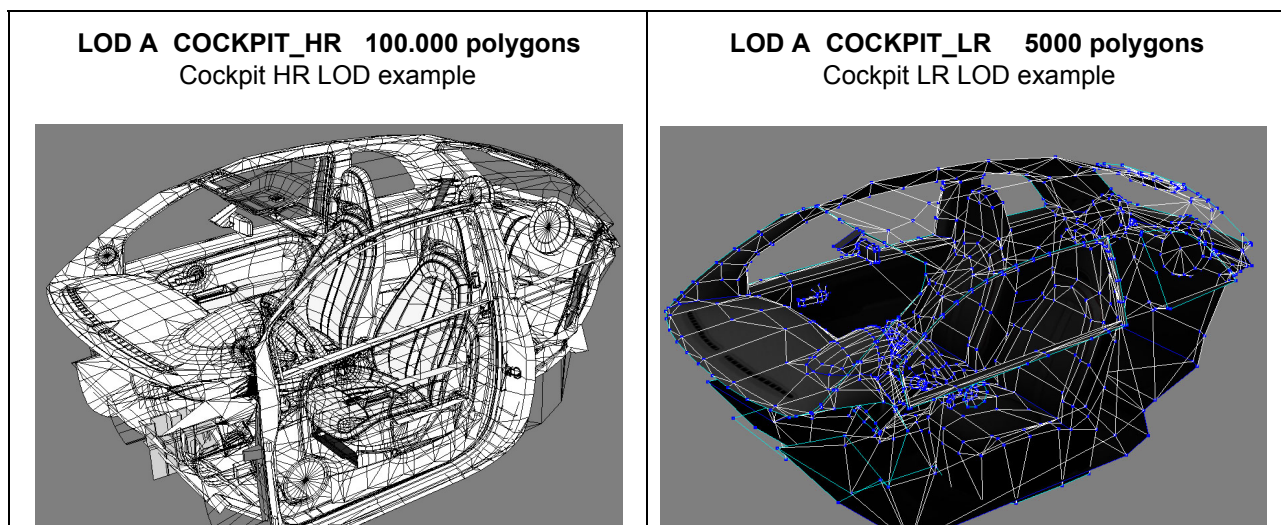 LOD A COCKPIT_HR 100.000 polygons
Cockpit HR LOD example
LOD A COCKPIT_LR 5000 polygons
Cockpit LR LOD example